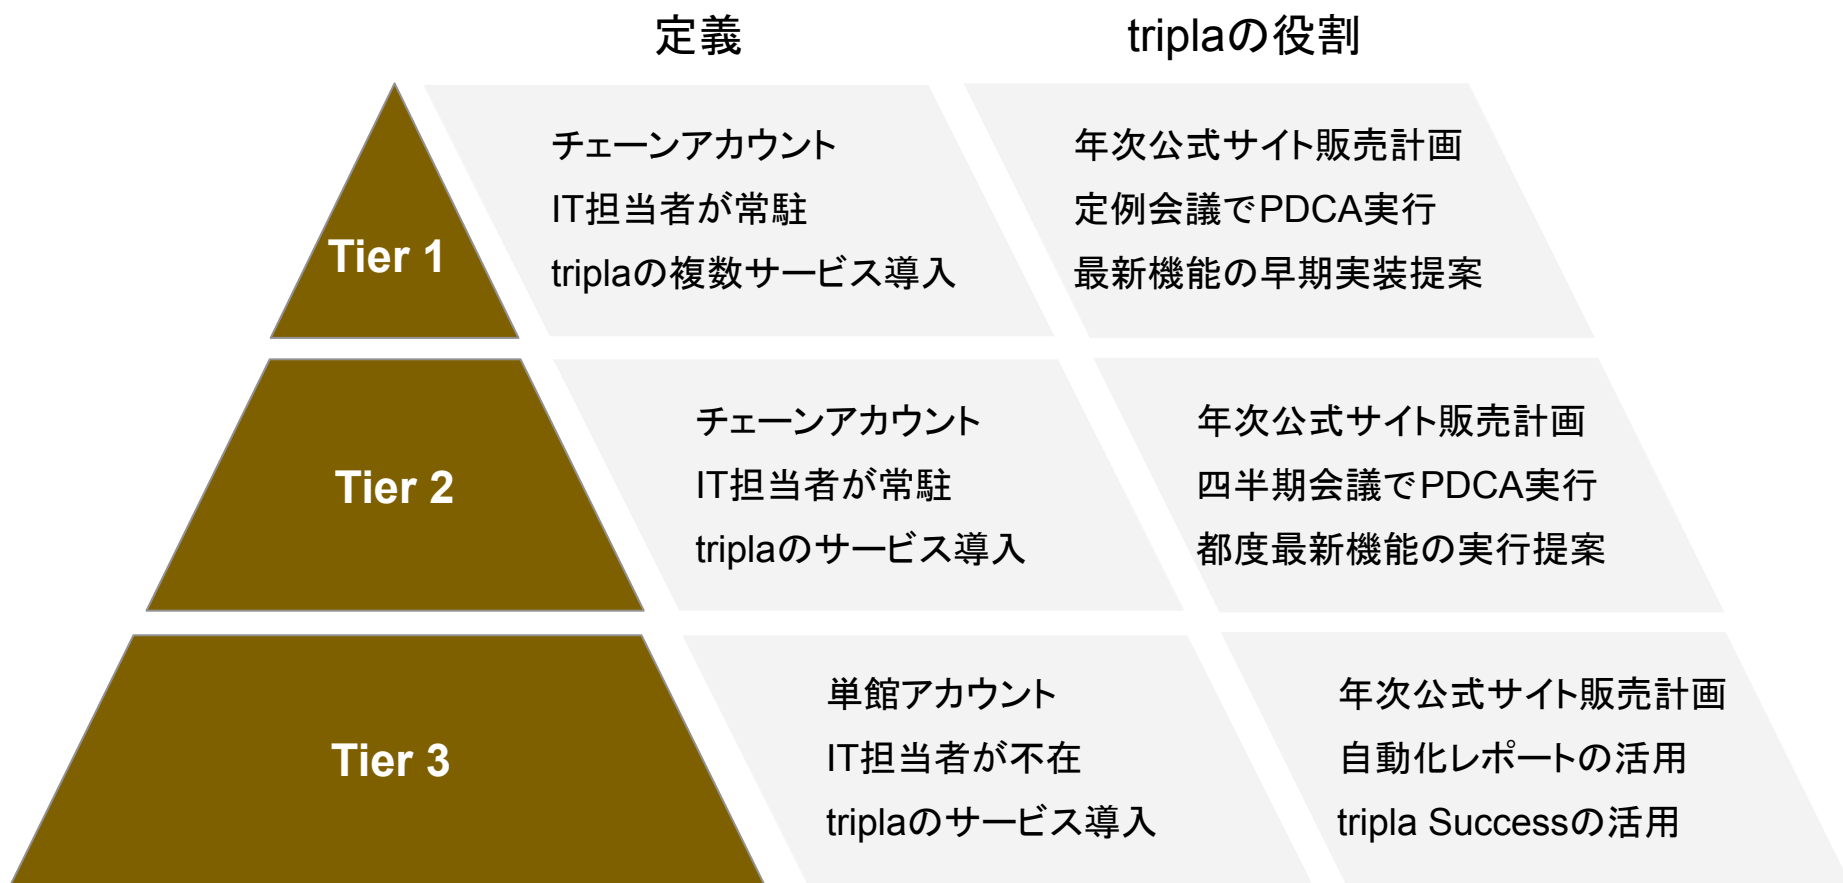 定義
triplaの役割
Tier 1
チェーンアカウント
IT担当者が常駐
triplaの複数サービス導入
年次公式サイト販売計画
定例会議でPDCA実行
最新機能の早期実装提案
Tier 2
チェーンアカウント
IT担当者が常駐
triplaのサービス導入
年次公式サイト販売計画
四半期会議でPDCA実行
都度最新機能の実行提案
Tier 3
単館アカウント
IT担当者が不在
triplaのサービス導入
年次公式サイト販売計画
自動化レポートの活用
tripla Successの活用